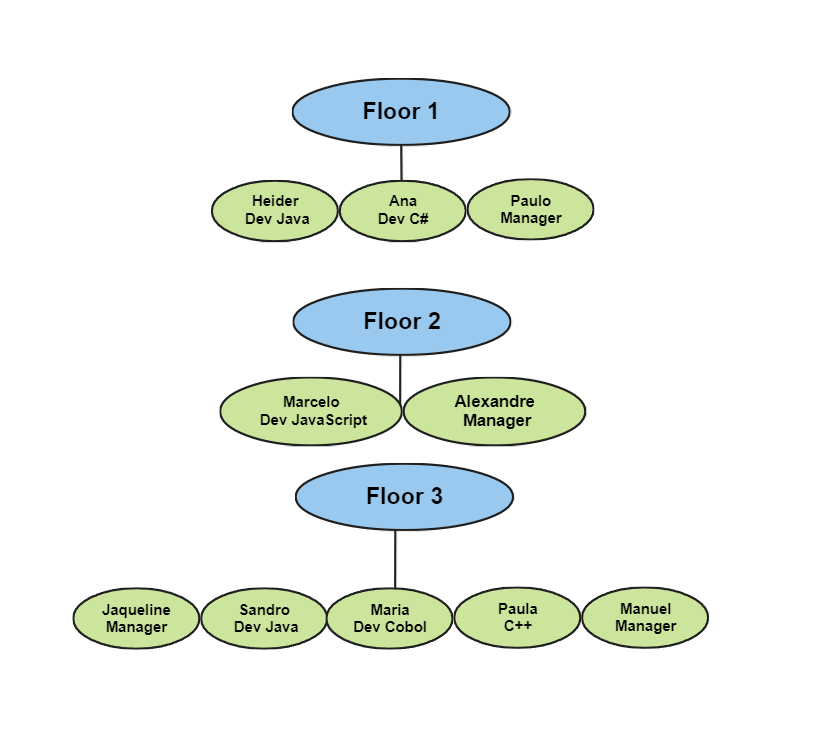 Floor 1
Heider
Dev Java
Ana
Dev C#
Paulo
Manager
Floor 2
Marcelo
Dev JavaScript
Alexandre
Manager
Floor 3
Jaqueline
Manager
Sandro
Dev Java
Maria
Dev Cobol
Paula
C++
Manuel
Manager